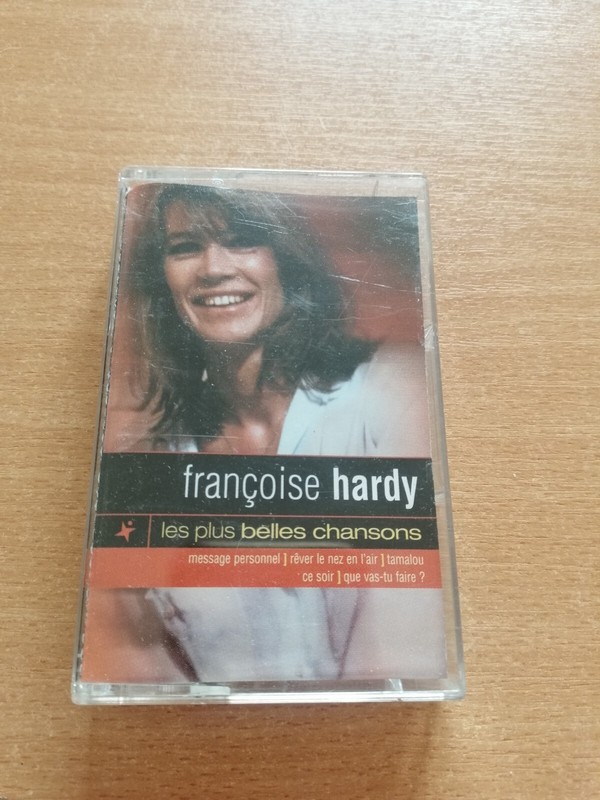 françoise hardy
les plus belles chansons
message personnel ] rêver le nez en l'air ] tamalou
ce soir ] que vas-tu faire ?